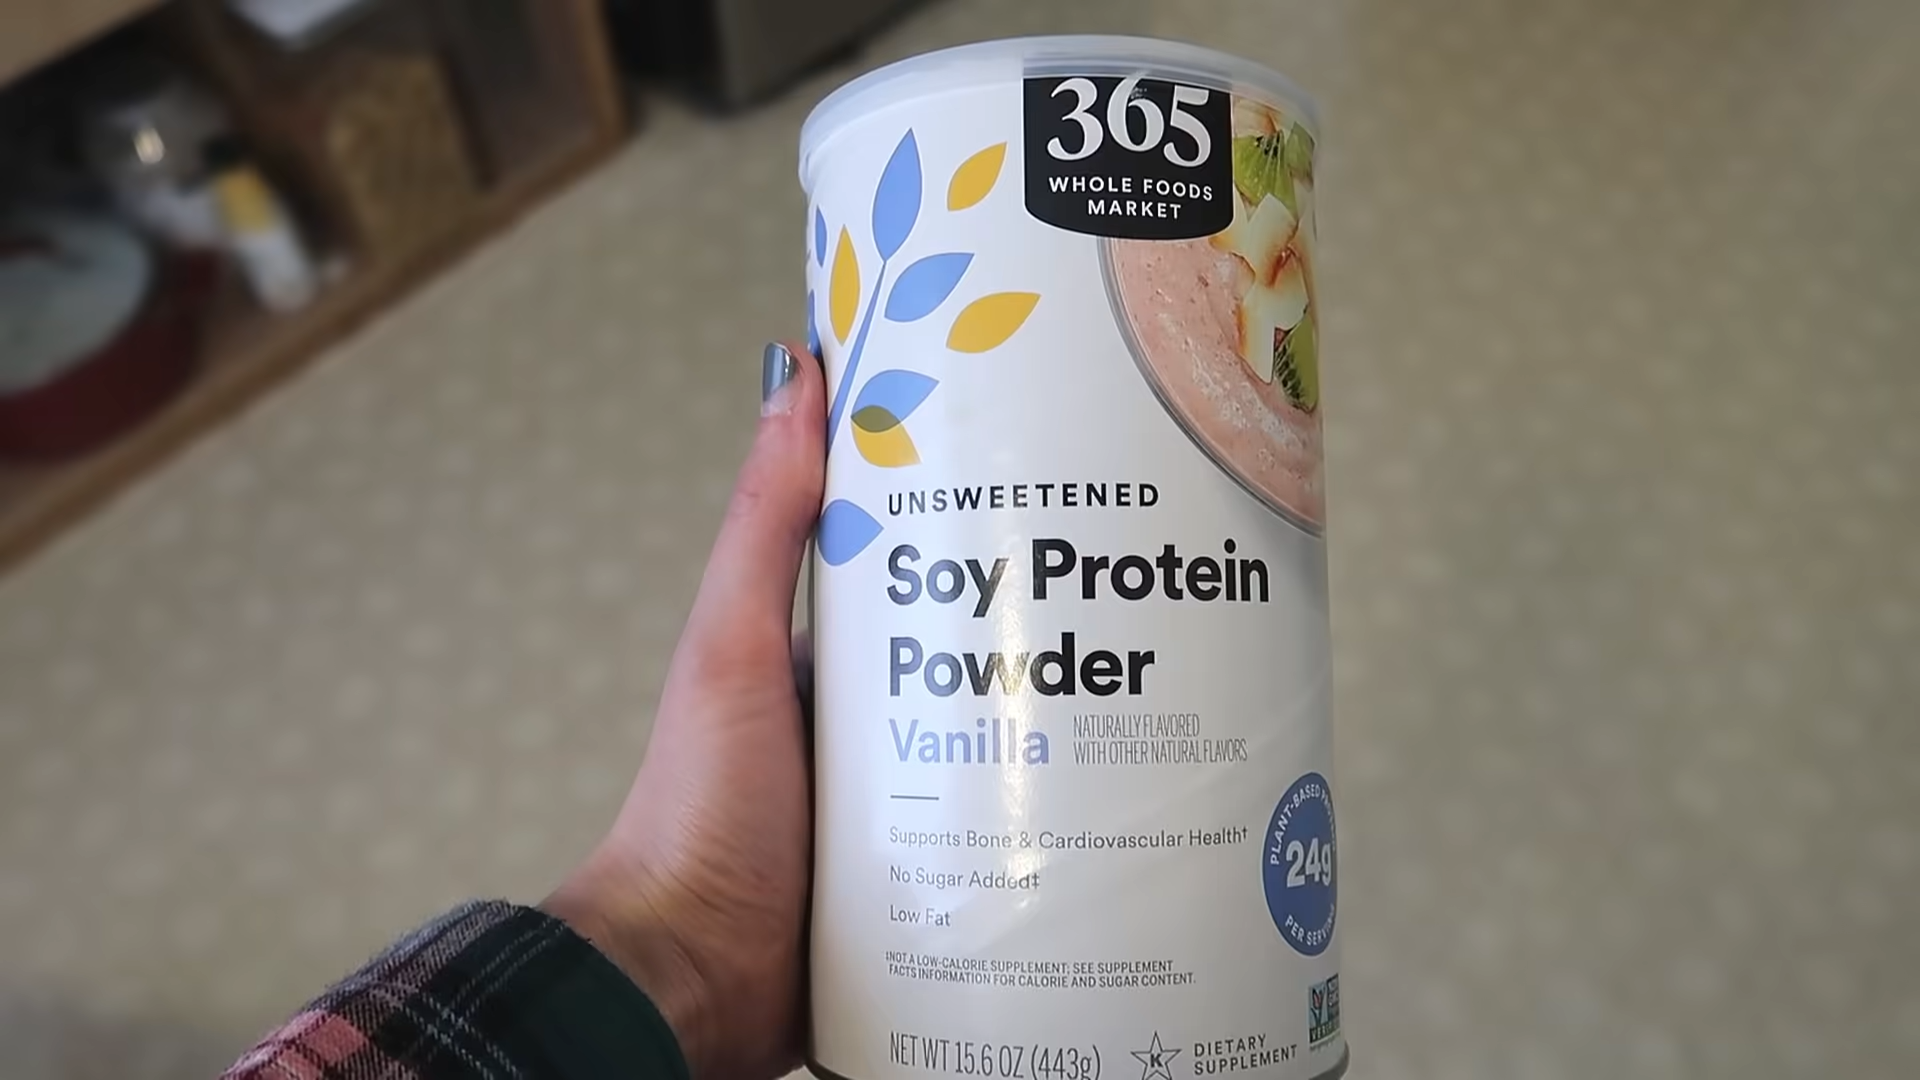 365
WHOLE FOODS
MARKET
UNSWEETENED
Soy Protein
Powder
Vanilla
NATURALLY FLAVORED
WITH OTHER NATURAL FLAVORS
Supports Bone & Cardiovascular Health†
No Sugar Added‡
Low Fat
PLANT-BASED
24g
PER SERVING
‡NOT A LOW-CALORIE SUPPLEMENT; SEE SUPPLEMENT
FACTS INFORMATION FOR CALORIE AND SUGAR CONTENT.
NET WT 15.6 OZ (443g)
K
DIETARY
SUPPLEMENT